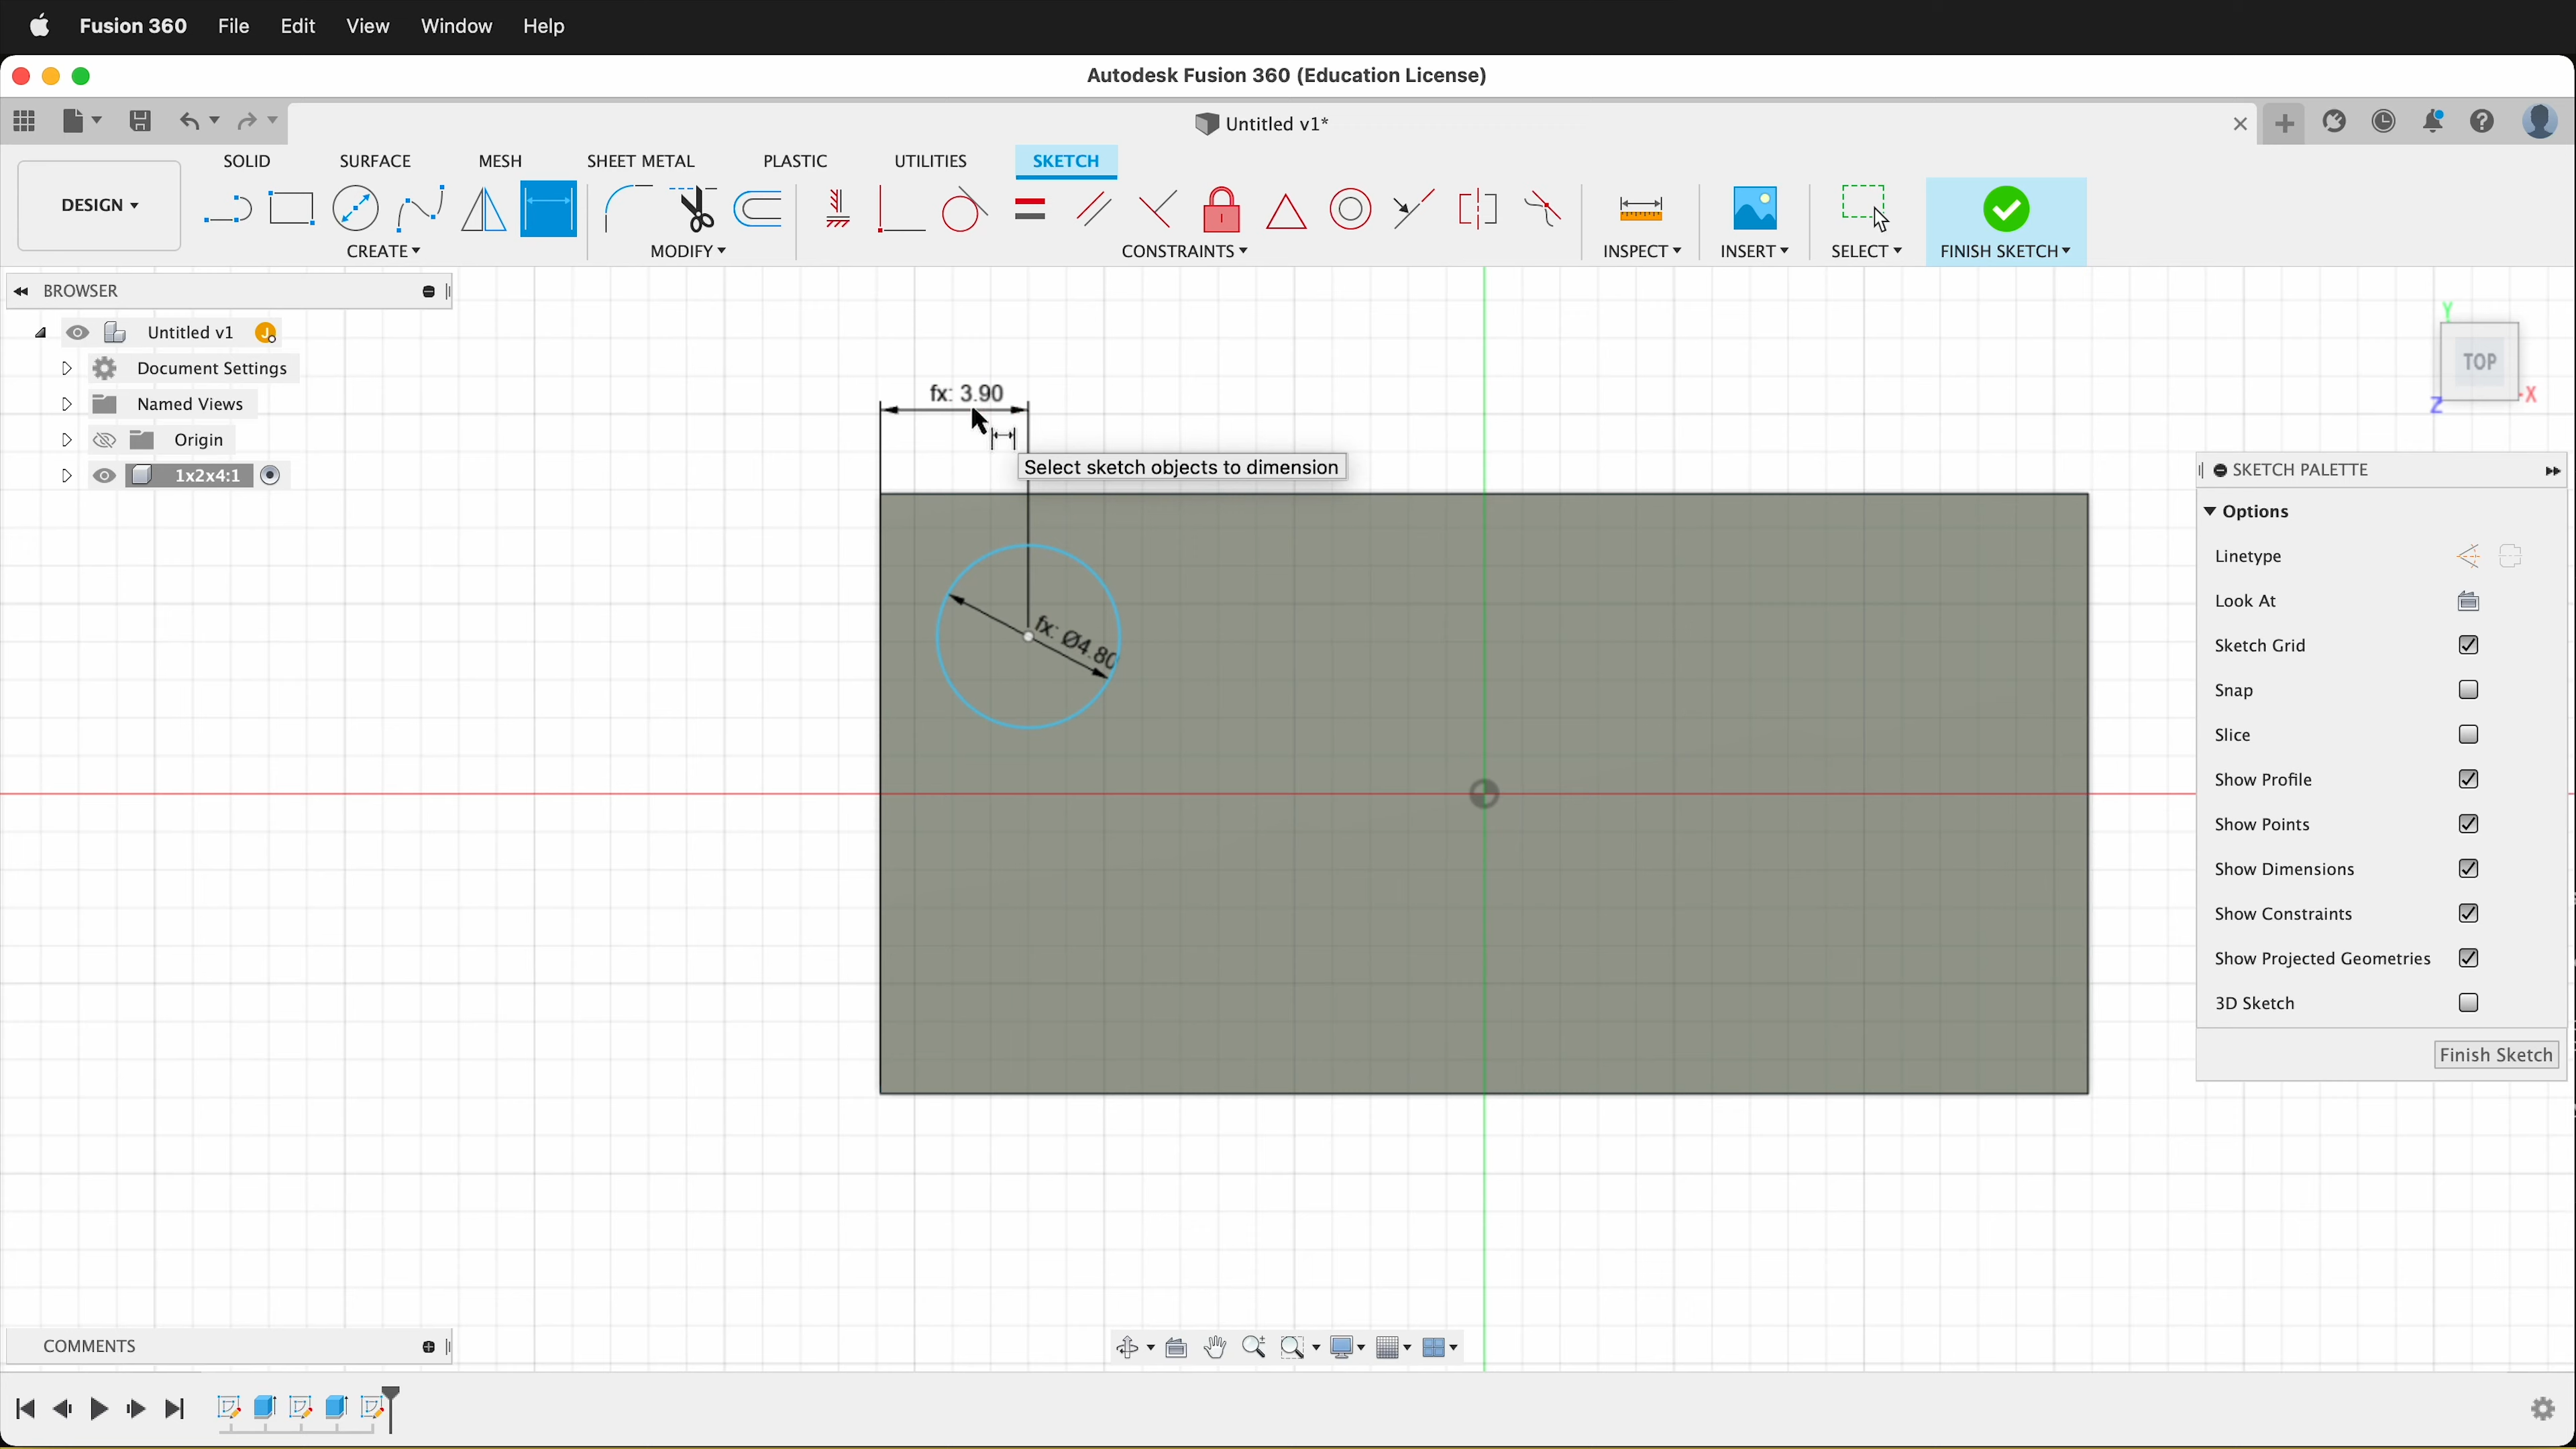 Fusion 360 File Edit View Window Help
Autodesk Fusion 360 (Education License)
Untitled v1*
SOLID SURFACE MESH SHEET METAL PLASTIC UTILITIES SKETCH
DESIGN
CREATE MODIFY CONSTRAINTS INSPECT INSERT SELECT FINISH SKETCH
BROWSER
Untitled v1
Document Settings
Named Views
Origin
1x2x4:1
fx: 3.90
Select sketch objects to dimension
fx: Ø4.80
Y
TOP
X
Z
SKETCH PALETTE
Options
Linetype
Look At
Sketch Grid
Snap
Slice
Show Profile
Show Points
Show Dimensions
Show Constraints
Show Projected Geometries
3D Sketch
Finish Sketch
COMMENTS